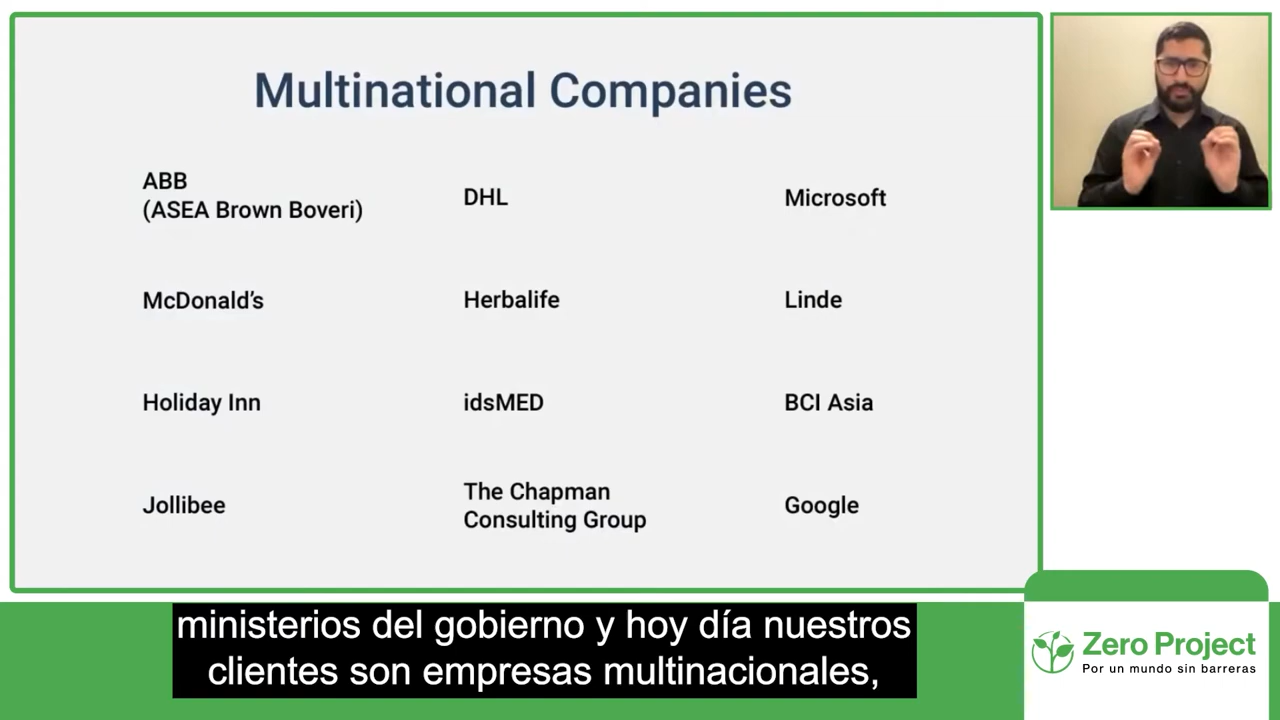 Multinational Companies
ABB
(ASEA Brown Boveri)
DHL
Microsoft
McDonald's
Herbalife
Linde
Holiday Inn
idsMED
BCI Asia
Jollibee
The Chapman
Consulting Group
Google
ministerios del gobierno y hoy día nuestros
clientes son empresas multinacionales,
Zero Project
Por un mundo sin barreras